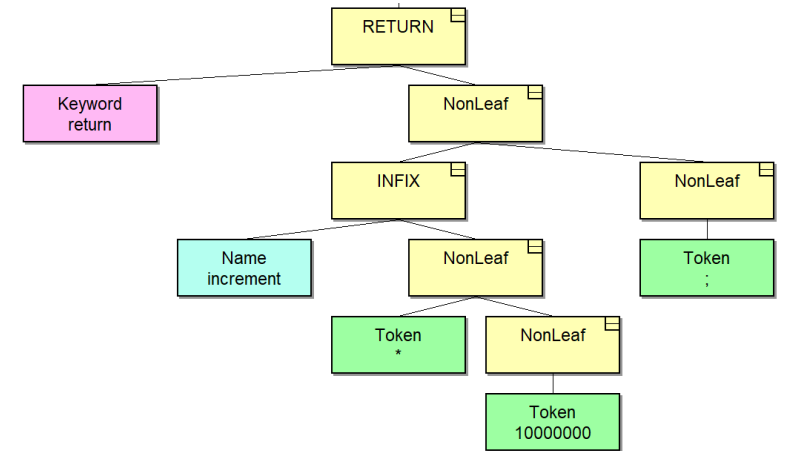 RETURN
Keyword
return
NonLeaf
INFIX
NonLeaf
Name
increment
NonLeaf
Token
;
Token
*
NonLeaf
Token
10000000